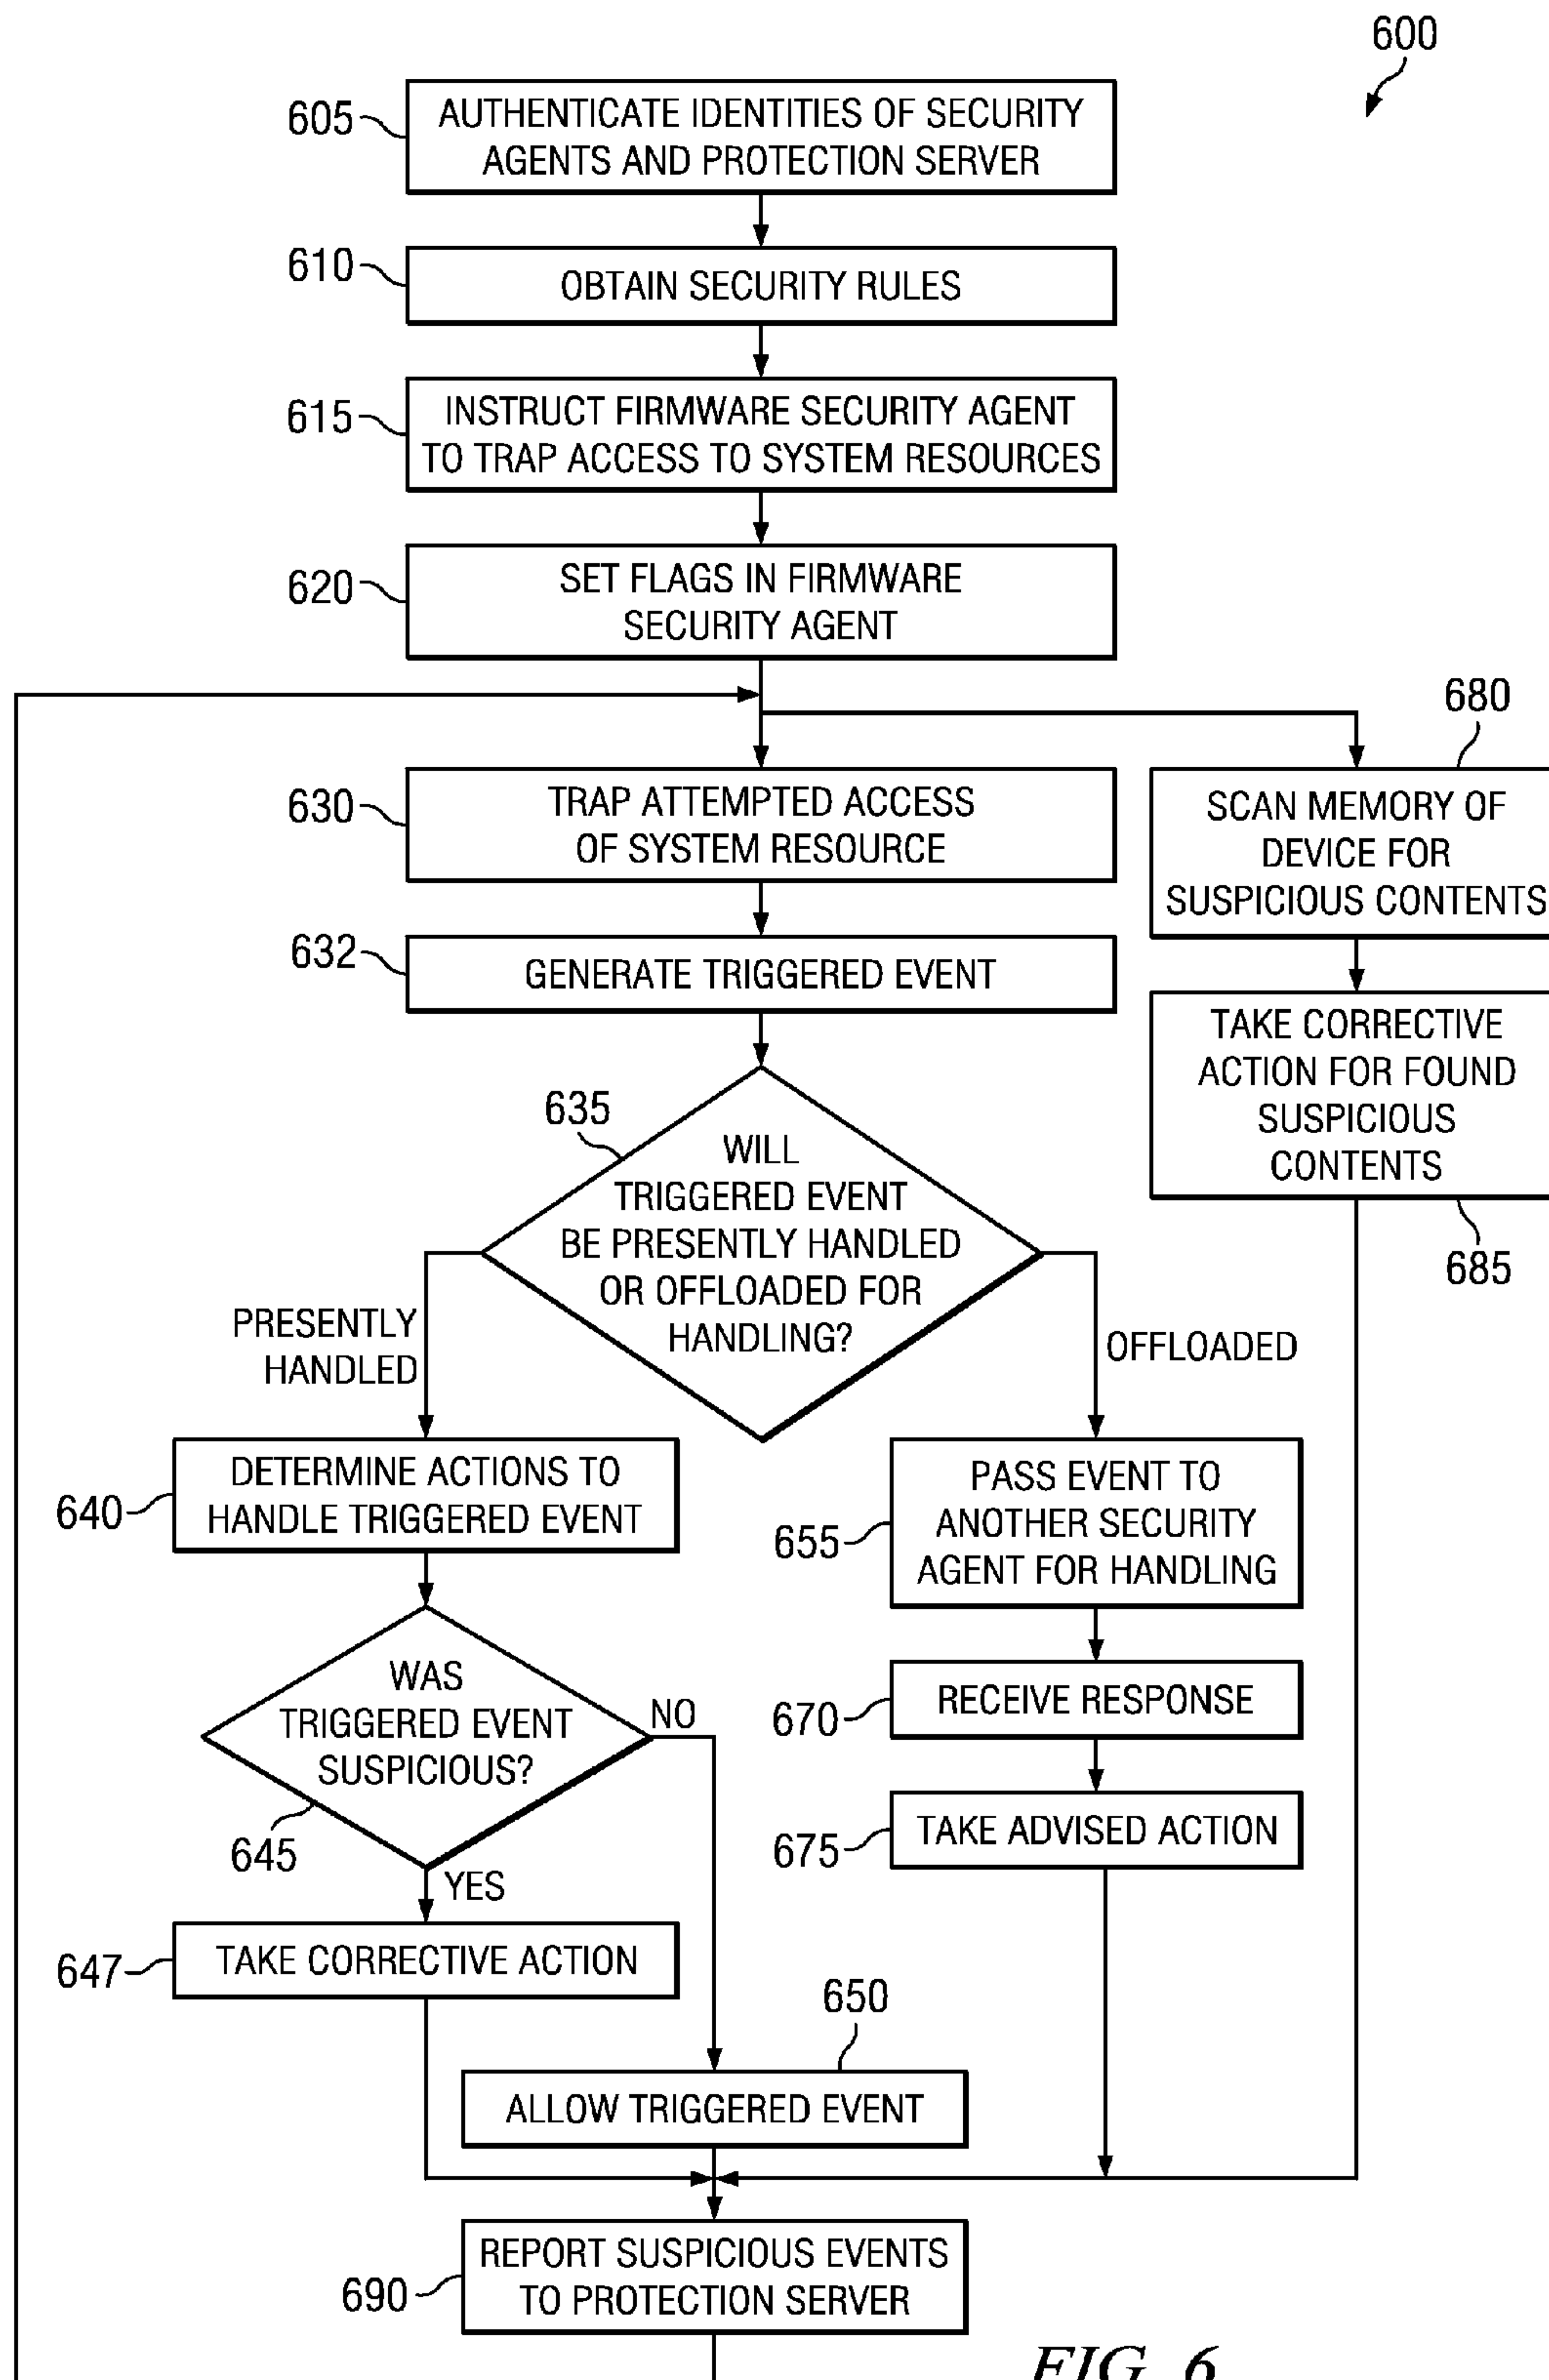 600
605
AUTHENTICATE IDENTITIES OF SECURITY
AGENTS AND PROTECTION SERVER
610
OBTAIN SECURITY RULES
615
INSTRUCT FIRMWARE SECURITY AGENT
TO TRAP ACCESS TO SYSTEM RESOURCES
620
SET FLAGS IN FIRMWARE
SECURITY AGENT
680
630
TRAP ATTEMPTED ACCESS
OF SYSTEM RESOURCE
SCAN MEMORY OF
DEVICE FOR
SUSPICIOUS CONTENTS
632
GENERATE TRIGGERED EVENT
TAKE CORRECTIVE
ACTION FOR FOUND
SUSPICIOUS
CONTENTS
685
635
WILL
TRIGGERED EVENT
BE PRESENTLY HANDLED
OR OFFLOADED FOR
HANDLING?
PRESENTLY
HANDLED
OFFLOADED
640
DETERMINE ACTIONS TO
HANDLE TRIGGERED EVENT
655
PASS EVENT TO
ANOTHER SECURITY
AGENT FOR HANDLING
WAS
TRIGGERED EVENT
SUSPICIOUS?
NO
645
YES
670
RECEIVE RESPONSE
675
TAKE ADVISED ACTION
647
TAKE CORRECTIVE ACTION
650
ALLOW TRIGGERED EVENT
690
REPORT SUSPICIOUS EVENTS
TO PROTECTION SERVER
FIG. 6